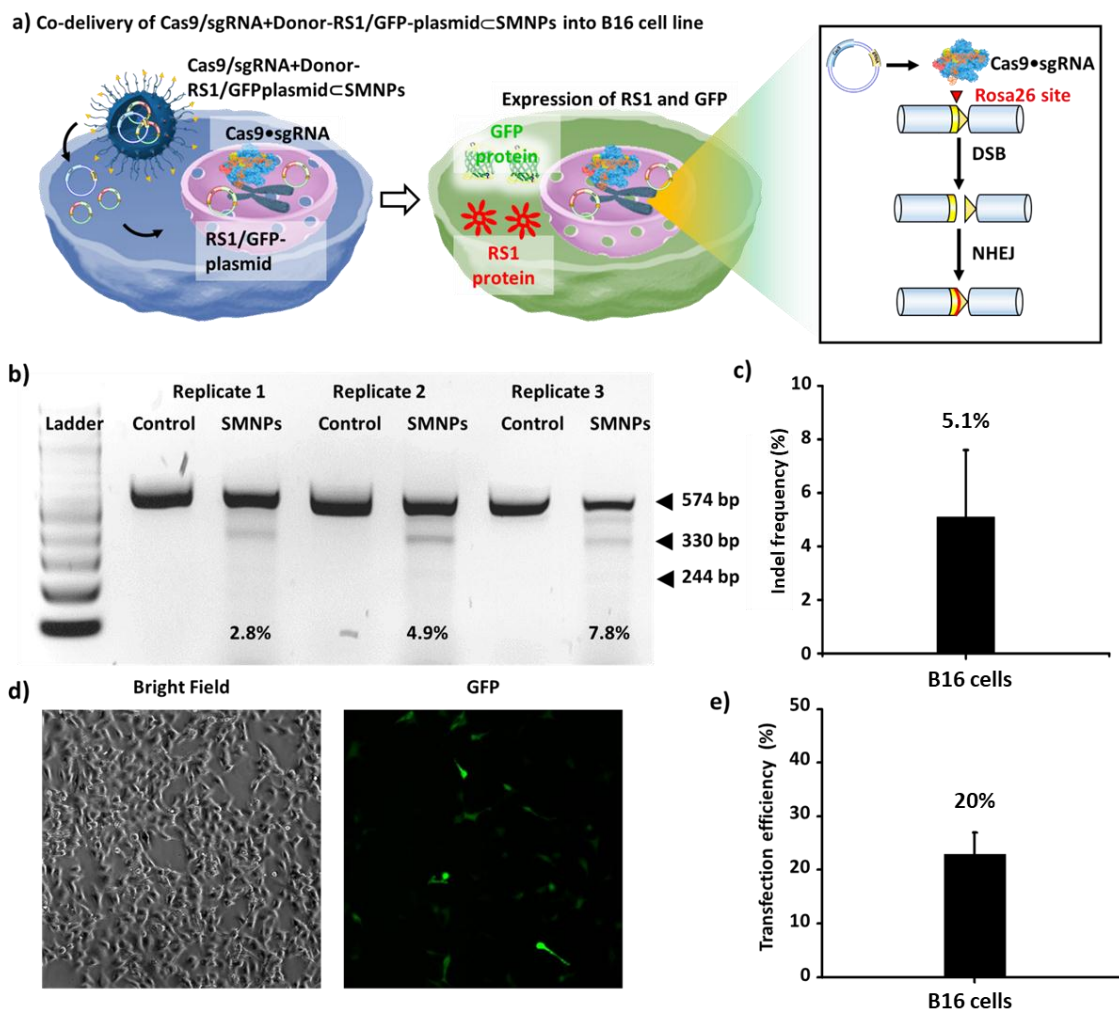 a) Co-delivery of Cas9/sgRNA+Donor-RS1/GFP-plasmid⊂SMNPs into B16 cell line
Cas9/sgRNA+Donor-
RS1/GFPplasmid⊂SMNPs
Cas9•sgRNA
RS1/GFP-
plasmid
Expression of RS1 and GFP
GFP
protein
RS1
protein
Cas9•sgRNA
Rosa26 site
DSB
NHEJ
b)
Replicate 1 Replicate 2 Replicate 3
Ladder Control SMNPs Control SMNPs Control SMNPs
574 bp
330 bp
244 bp
2.8% 4.9% 7.8%
c)
Indel frequency (%)
10
8
6
4
2
0
5.1%
B16 cells
d)
Bright Field GFP
e)
Transfection efficiency (%)
50
40
30
20
10
0
20%
B16 cells